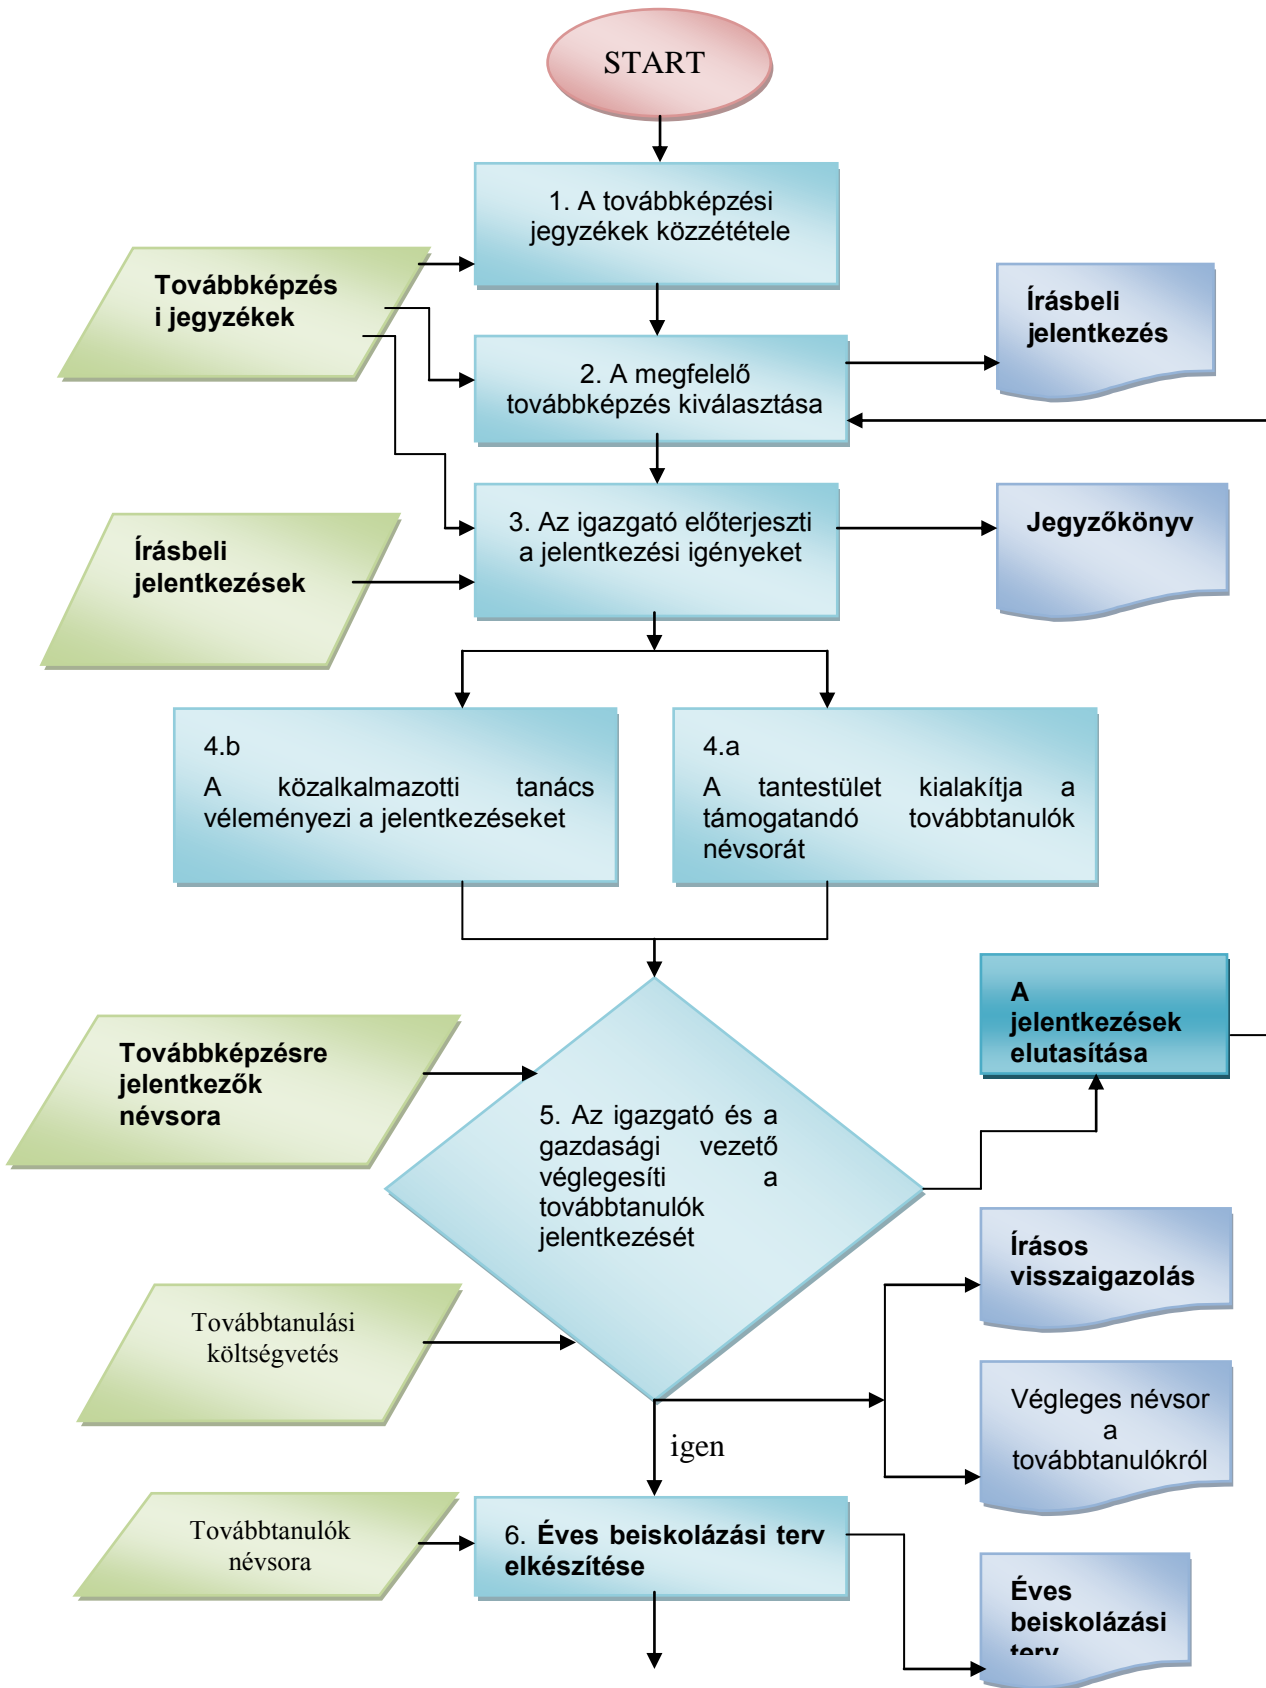 START
1. A továbbképzési
jegyzékek közzététele
Továbbképzés
i jegyzékek
Írásbeli
jelentkezés
2. A megfelelő
továbbképzés kiválasztása
3. Az igazgató előterjeszti
a jelentkezési igényeket
Jegyzőkönyv
Írásbeli
jelentkezések
4.b
A közalkalmazotti tanács
véleményezi a jelentkezéseket
4.a
A tantestület kialakítja a
támogatandó továbbtanulók
névsorát
A
jelentkezések
elutasítása
Továbbképzésre
jelentkezők
névsora
5. Az igazgató és a
gazdasági vezető
véglegesíti a
továbbtanulók
jelentkezését
Írásos
visszaigazolás
Továbbtanulási
költségvetés
Végleges névsor
a
továbbtanulókról
igen
Továbbtanulók
névsora
6. Éves beiskolázási terv
elkészítése
Éves
beiskolázási
terv